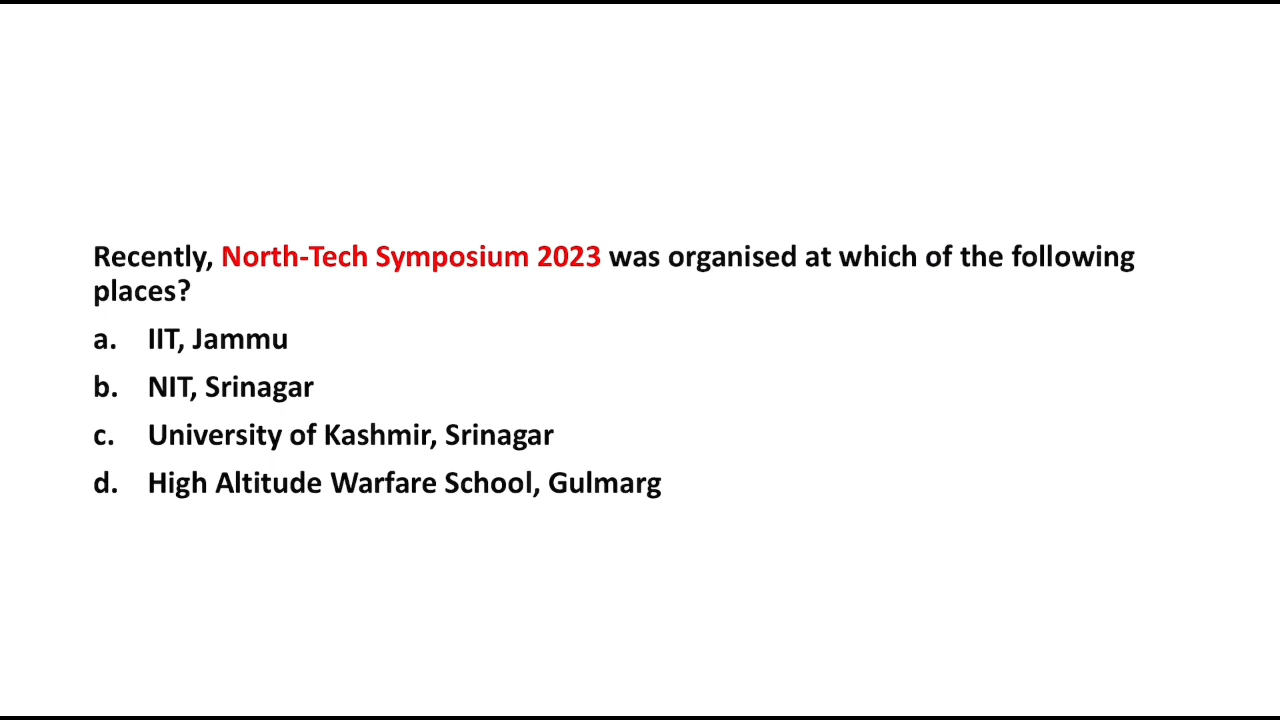 Recently, North-Tech Symposium 2023 was organised at which of the following
places?
a. IIT, Jammu
b. NIT, Srinagar
c. University of Kashmir, Srinagar
d. High Altitude Warfare School, Gulmarg